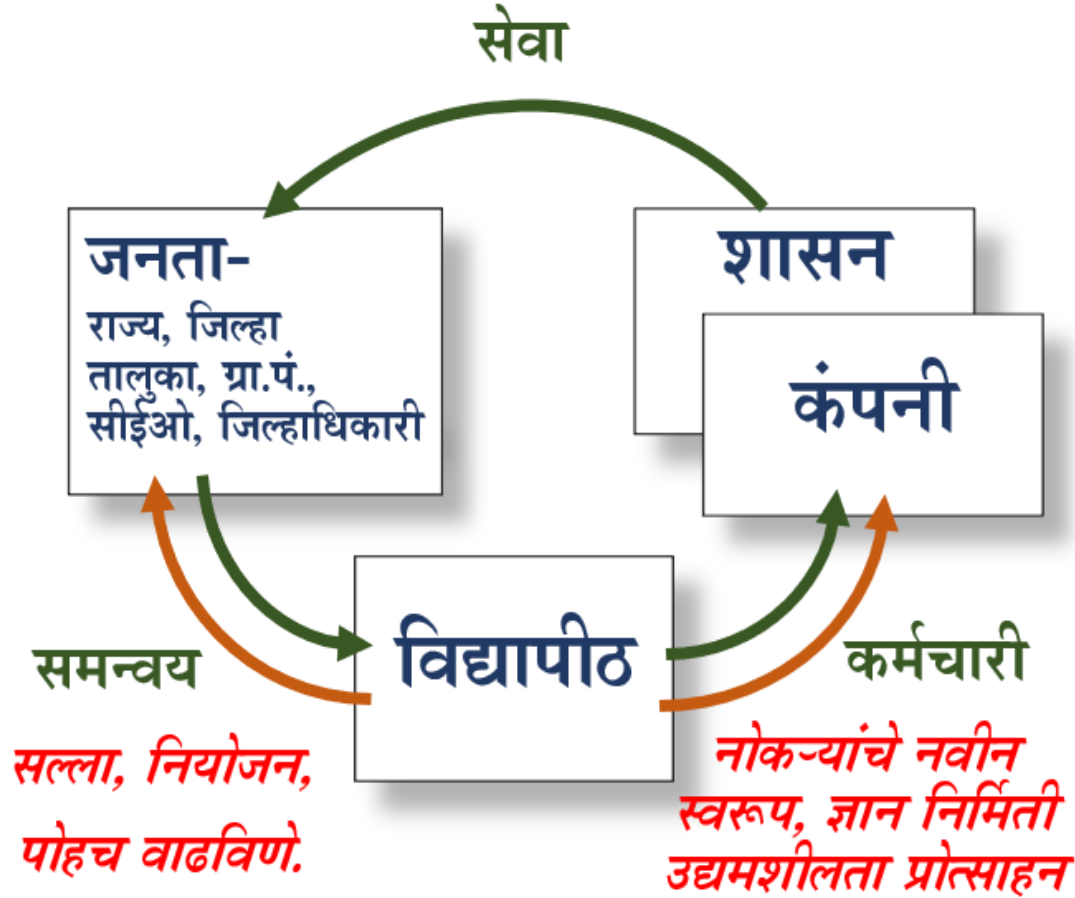 सेवा
जनता-
राज्य, जिल्हा
तालुका, ग्रा.पं.,
सीईओ, जिल्हाधिकारी
शासन
कंपनी
विद्यापीठ
समन्वय
सल्ला, नियोजन,
पोहच वाढविणे.
कर्मचारी
नोकऱ्यांचे नवीन
स्वरूप, ज्ञान निर्मिती
उद्यमशीलता प्रोत्साहन